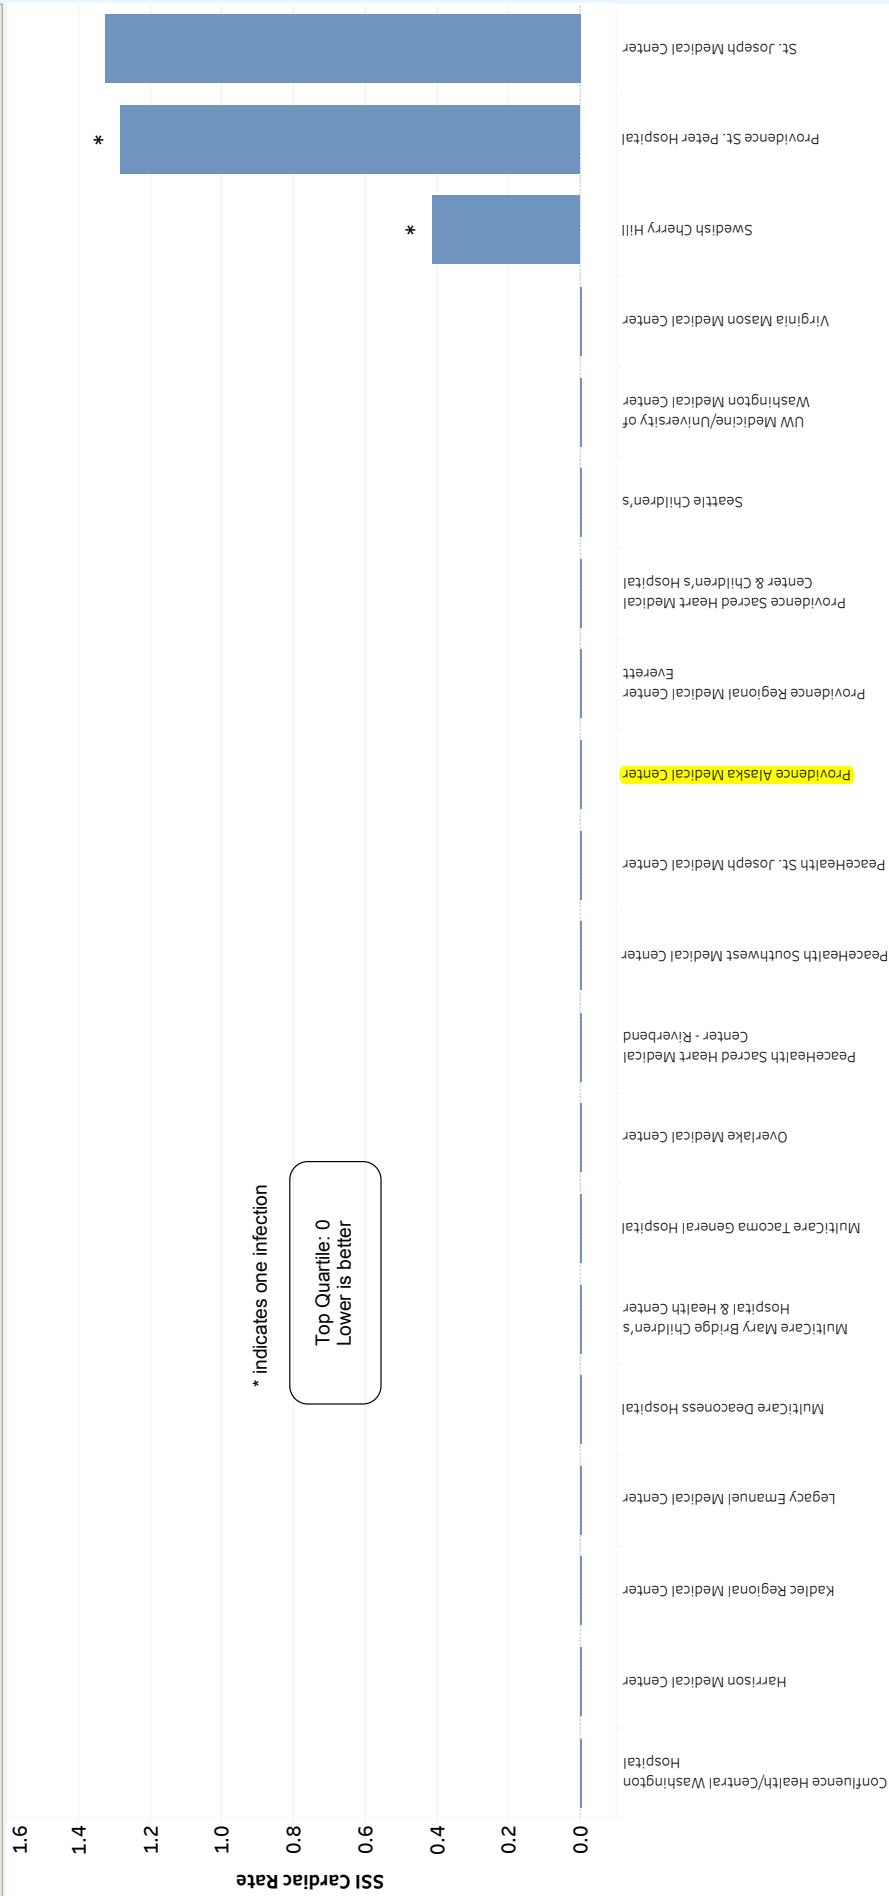 SSI Cardiac Rate
1.6
1.4
1.2
1.0
0.8
0.6
0.4
0.2
0.0
* indicates one infection
Top Quartile: 0
Lower is better
*
*
Confluence Health/Central Washington
Hospital
Harrison Medical Center
Kadlec Regional Medical Center
Legacy Emanuel Medical Center
MultiCare Deaconess Hospital
MultiCare Mary Bridge Children's
Hospital & Health Center
MultiCare Tacoma General Hospital
Overlake Medical Center
PeaceHealth Sacred Heart Medical
Center - Riverbend
PeaceHealth Southwest Medical Center
PeaceHealth St. Joseph Medical Center
Providence Alaska Medical Center
Providence Regional Medical Center
Everett
Providence Sacred Heart Medical
Center & Children's Hospital
Seattle Children's
UW Medicine/University of
Washington Medical Center
Virginia Mason Medical Center
Swedish Cherry Hill
Providence St. Peter Hospital
St. Joseph Medical Center